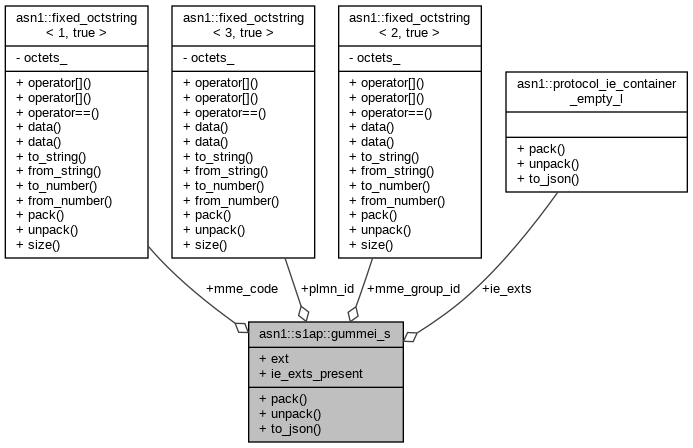 asn1::fixed_octstring
< 1, true >
- octets_
+ operator[]()
+ operator[]()
+ operator==()
+ data()
+ data()
+ to_string()
+ from_string()
+ to_number()
+ from_number()
+ pack()
+ unpack()
+ size()
asn1::fixed_octstring
< 3, true >
- octets_
+ operator[]()
+ operator[]()
+ operator==()
+ data()
+ data()
+ to_string()
+ from_string()
+ to_number()
+ from_number()
+ pack()
+ unpack()
+ size()
asn1::fixed_octstring
< 2, true >
- octets_
+ operator[]()
+ operator[]()
+ operator==()
+ data()
+ data()
+ to_string()
+ from_string()
+ to_number()
+ from_number()
+ pack()
+ unpack()
+ size()
asn1::protocol_ie_container
_empty_l
+ pack()
+ unpack()
+ to_json()
+mme_code
+plmn_id
+mme_group_id
+ie_exts
asn1::s1ap::gummei_s
+ ext
+ ie_exts_present
+ pack()
+ unpack()
+ to_json()